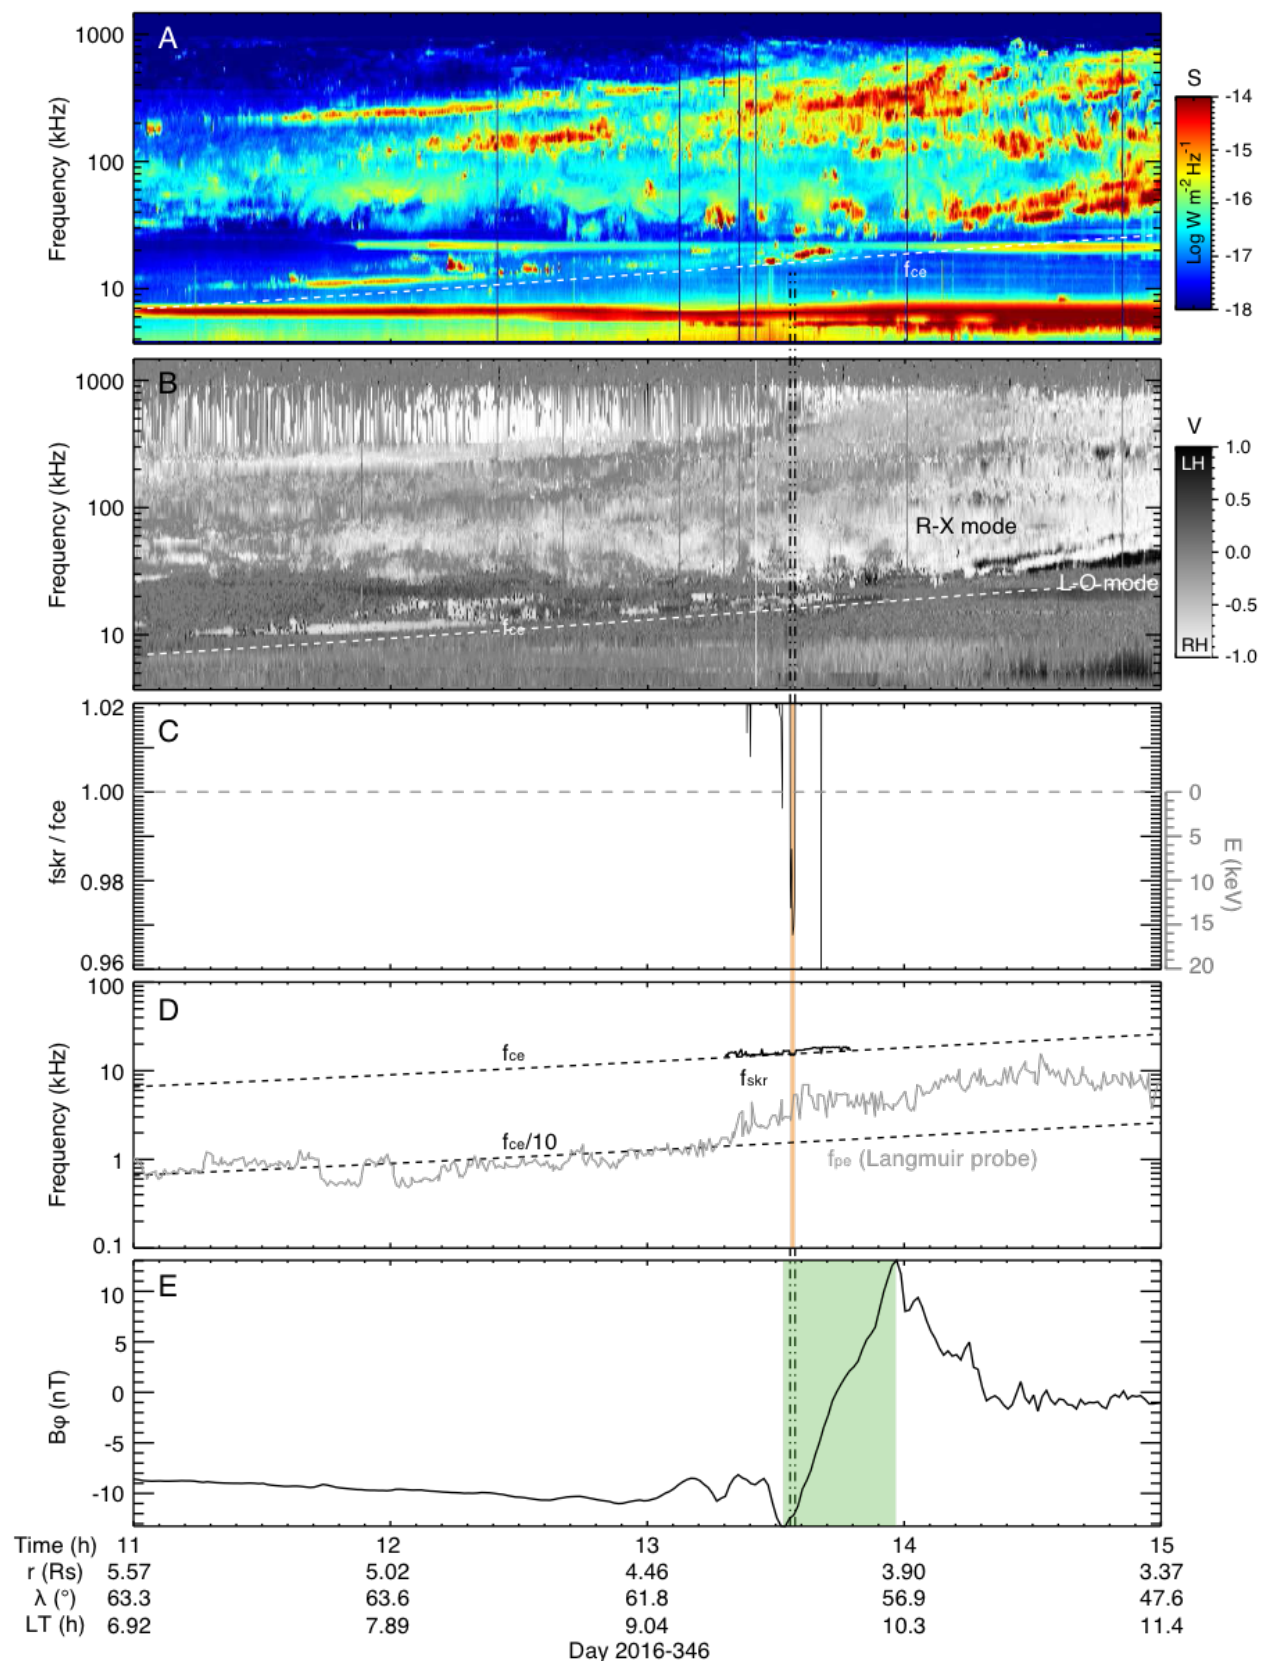 A
1000
100
10
Frequency (kHz)
fce
S
-14
-15
-16
-17
-18
Log W m-2 Hz-1
B
1000
100
10
Frequency (kHz)
R-X mode
L-O-mode
fce
V
LH
RH
1.0
0.5
0.0
-0.5
-1.0
C
1.02
1.00
0.98
0.96
fskr / fce
0
5
10
15
20
E (keV)
D
100
10
1
0.1
Frequency (kHz)
fce
fskr
fce/10
fpe (Langmuir probe)
E
10
5
0
-5
-10
Bφ (nT)
Time (h) 11 12 13 14 15
r (Rs) 5.57 5.02 4.46 3.90 3.37
λ (°) 63.3 63.6 61.8 56.9 47.6
LT (h) 6.92 7.89 9.04 10.3 11.4
Day 2016-346